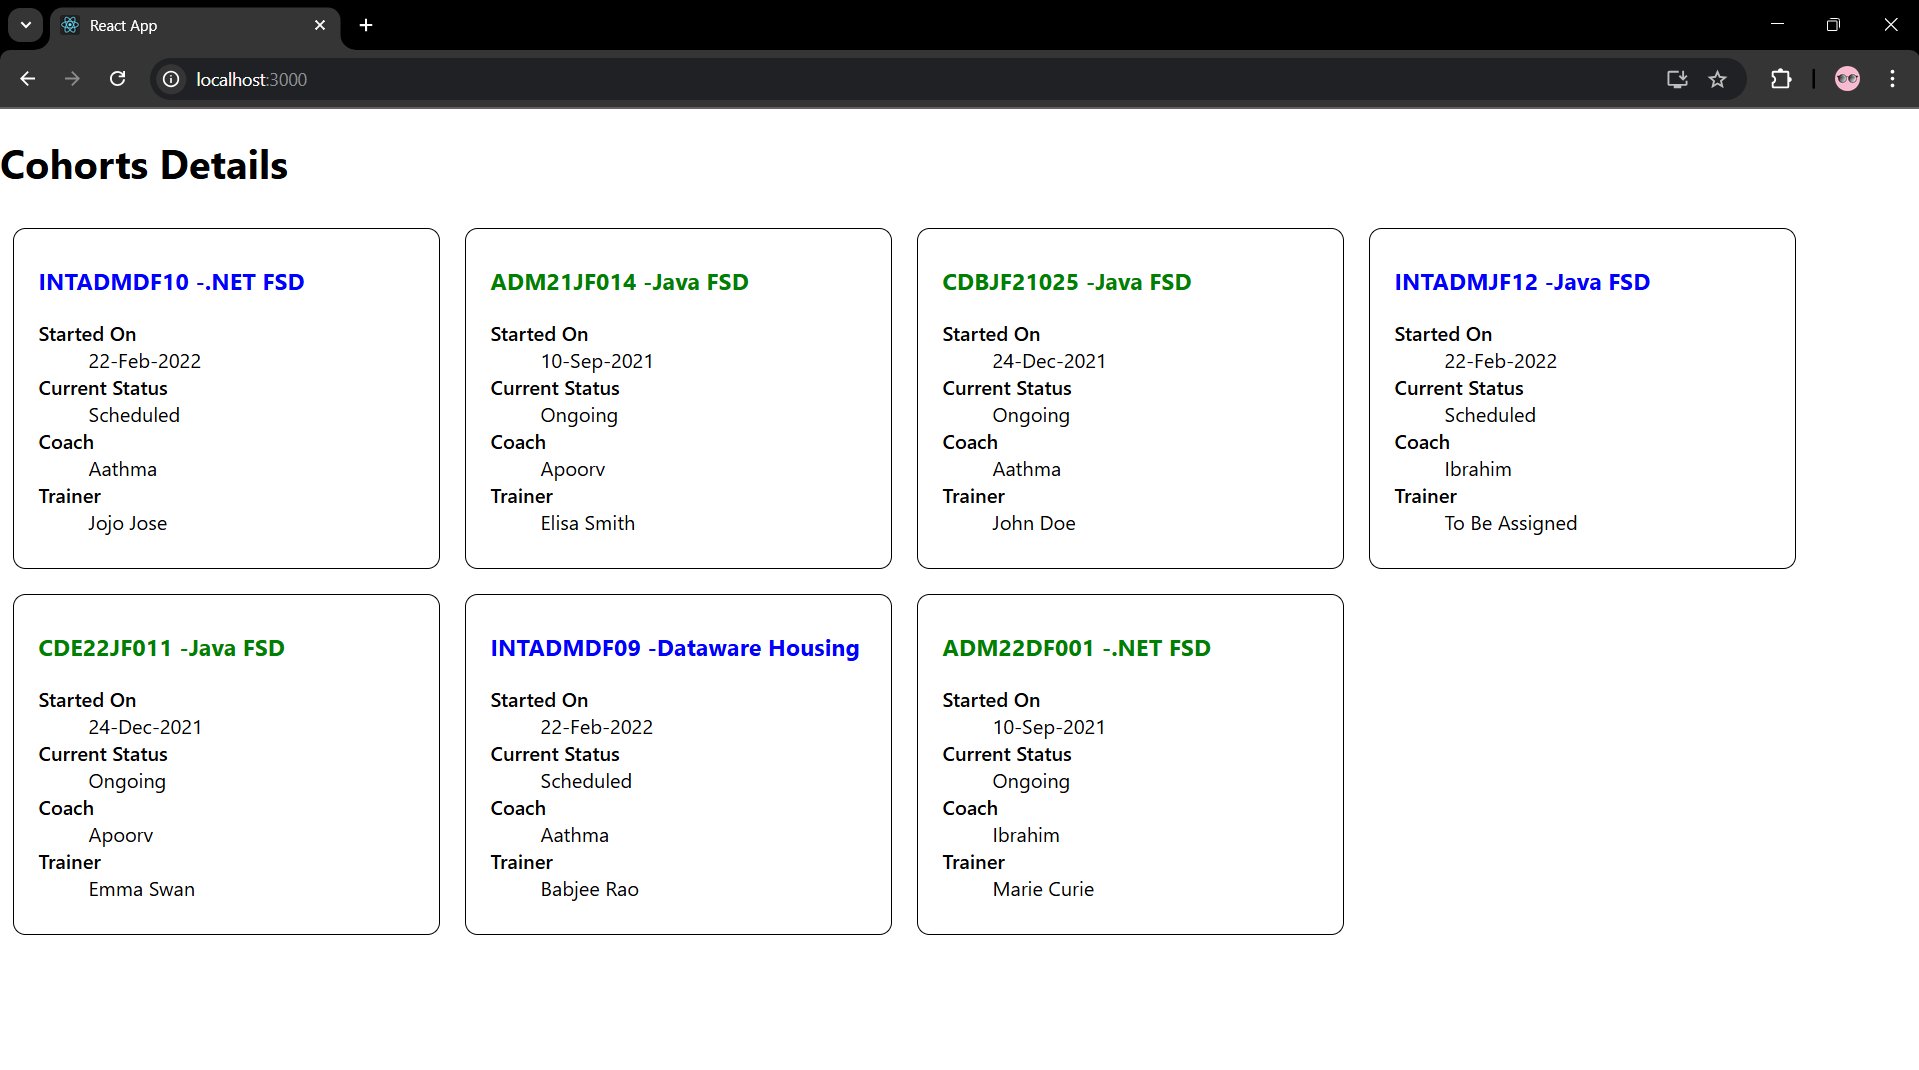 React App
localhost:3000
Cohorts Details
INTADMDF10 -.NET FSD
Started On
22-Feb-2022
Current Status
Scheduled
Coach
Aathma
Trainer
Jojo Jose
ADM21JF014 -Java FSD
Started On
10-Sep-2021
Current Status
Ongoing
Coach
Apoorv
Trainer
Elisa Smith
CDBJF21025 -Java FSD
Started On
24-Dec-2021
Current Status
Ongoing
Coach
Aathma
Trainer
John Doe
INTADMJF12 -Java FSD
Started On
22-Feb-2022
Current Status
Scheduled
Coach
Ibrahim
Trainer
To Be Assigned
CDE22JF011 -Java FSD
Started On
24-Dec-2021
Current Status
Ongoing
Coach
Apoorv
Trainer
Emma Swan
INTADMDF09 -Dataware Housing
Started On
22-Feb-2022
Current Status
Scheduled
Coach
Aathma
Trainer
Babjee Rao
ADM22DF001 -.NET FSD
Started On
10-Sep-2021
Current Status
Ongoing
Coach
Ibrahim
Trainer
Marie Curie